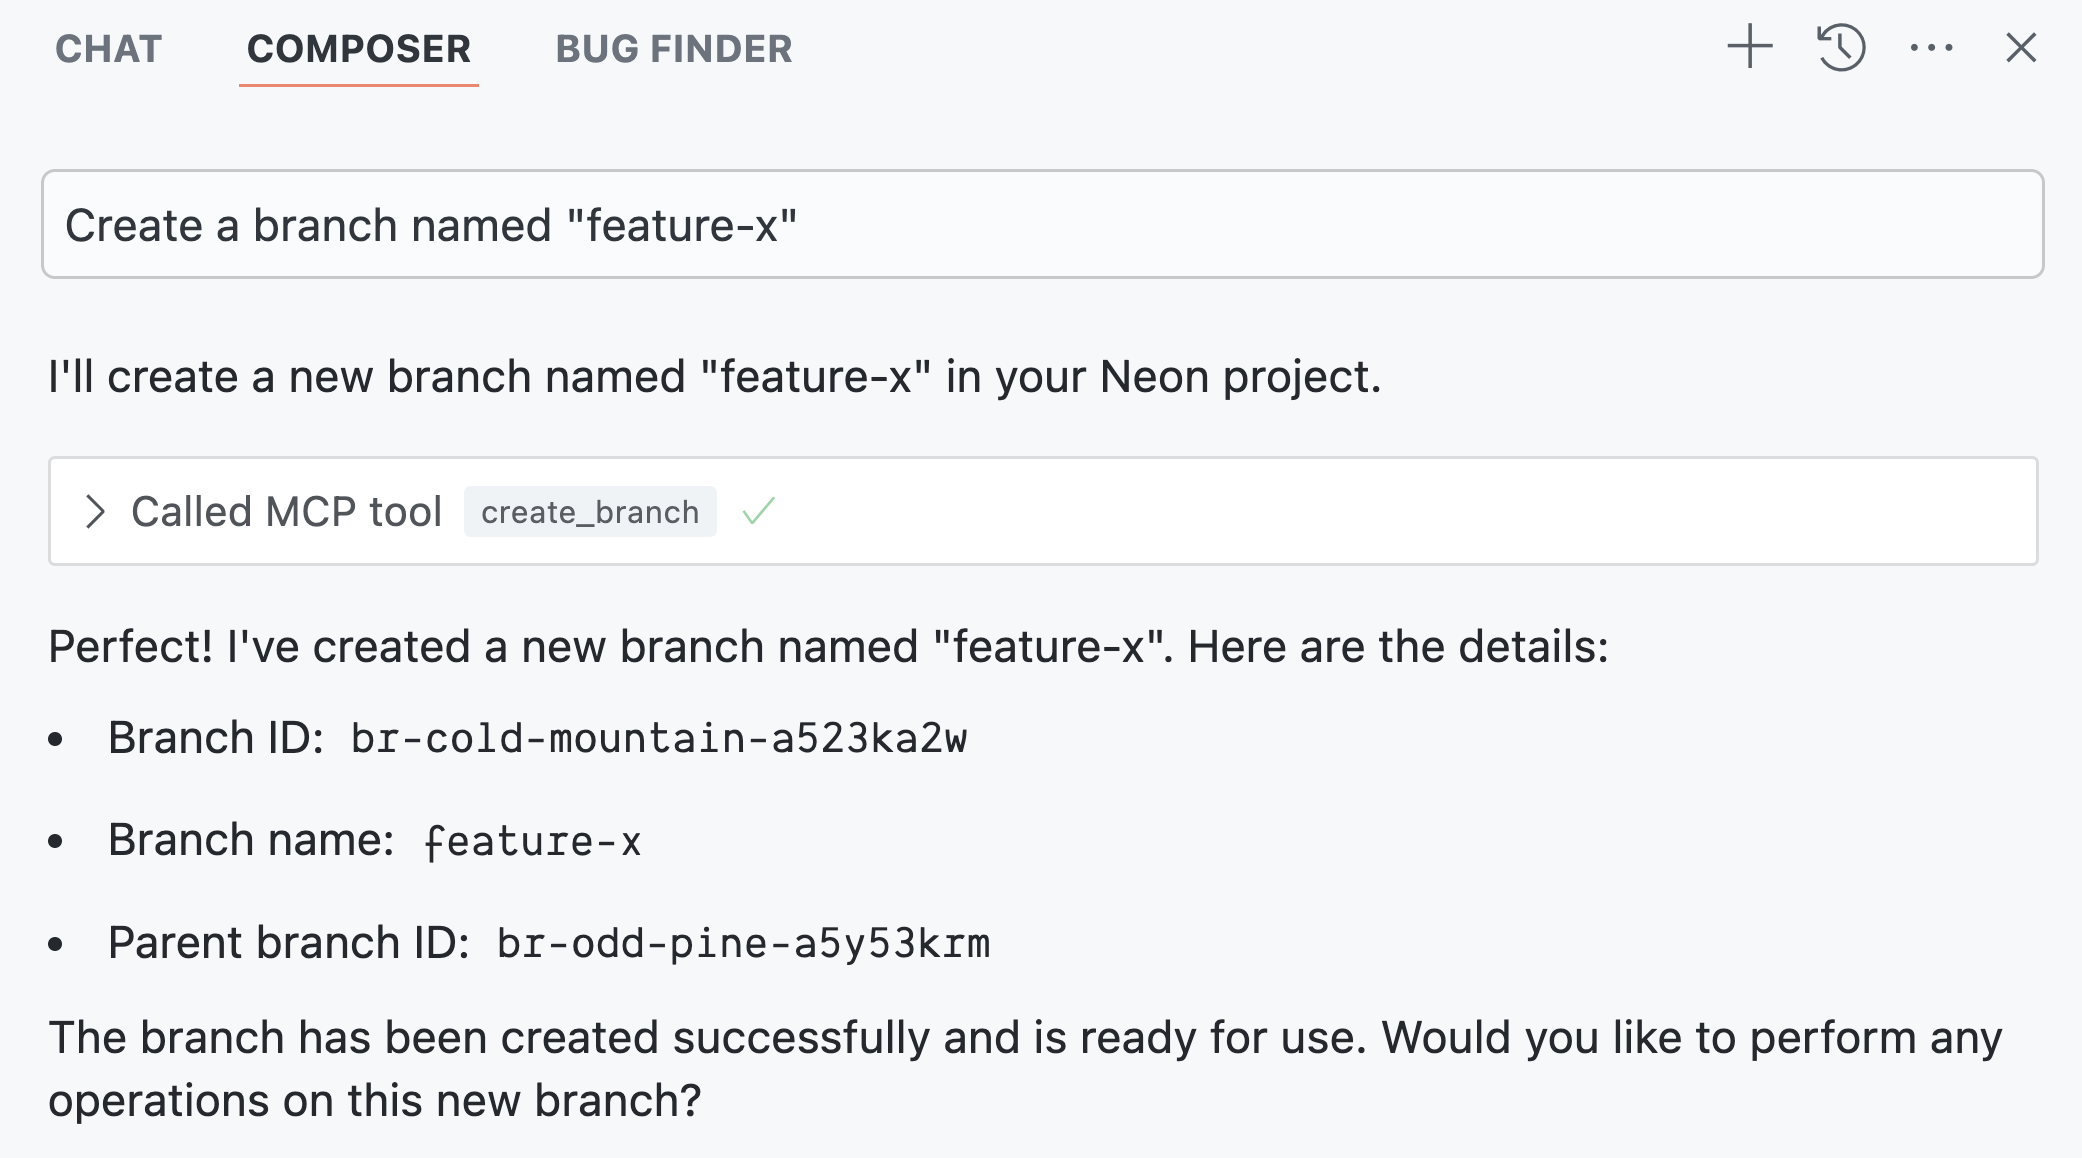 CHAT COMPOSER BUG FINDER
Create a branch named "feature-x"
I'll create a new branch named "feature-x" in your Neon project.
Called MCP tool create_branch
Perfect! I've created a new branch named "feature-x". Here are the details:
• Branch ID: br-cold-mountain-a523ka2w
• Branch name: feature-x
• Parent branch ID: br-odd-pine-a5y53krm
The branch has been created successfully and is ready for use. Would you like to perform any
operations on this new branch?